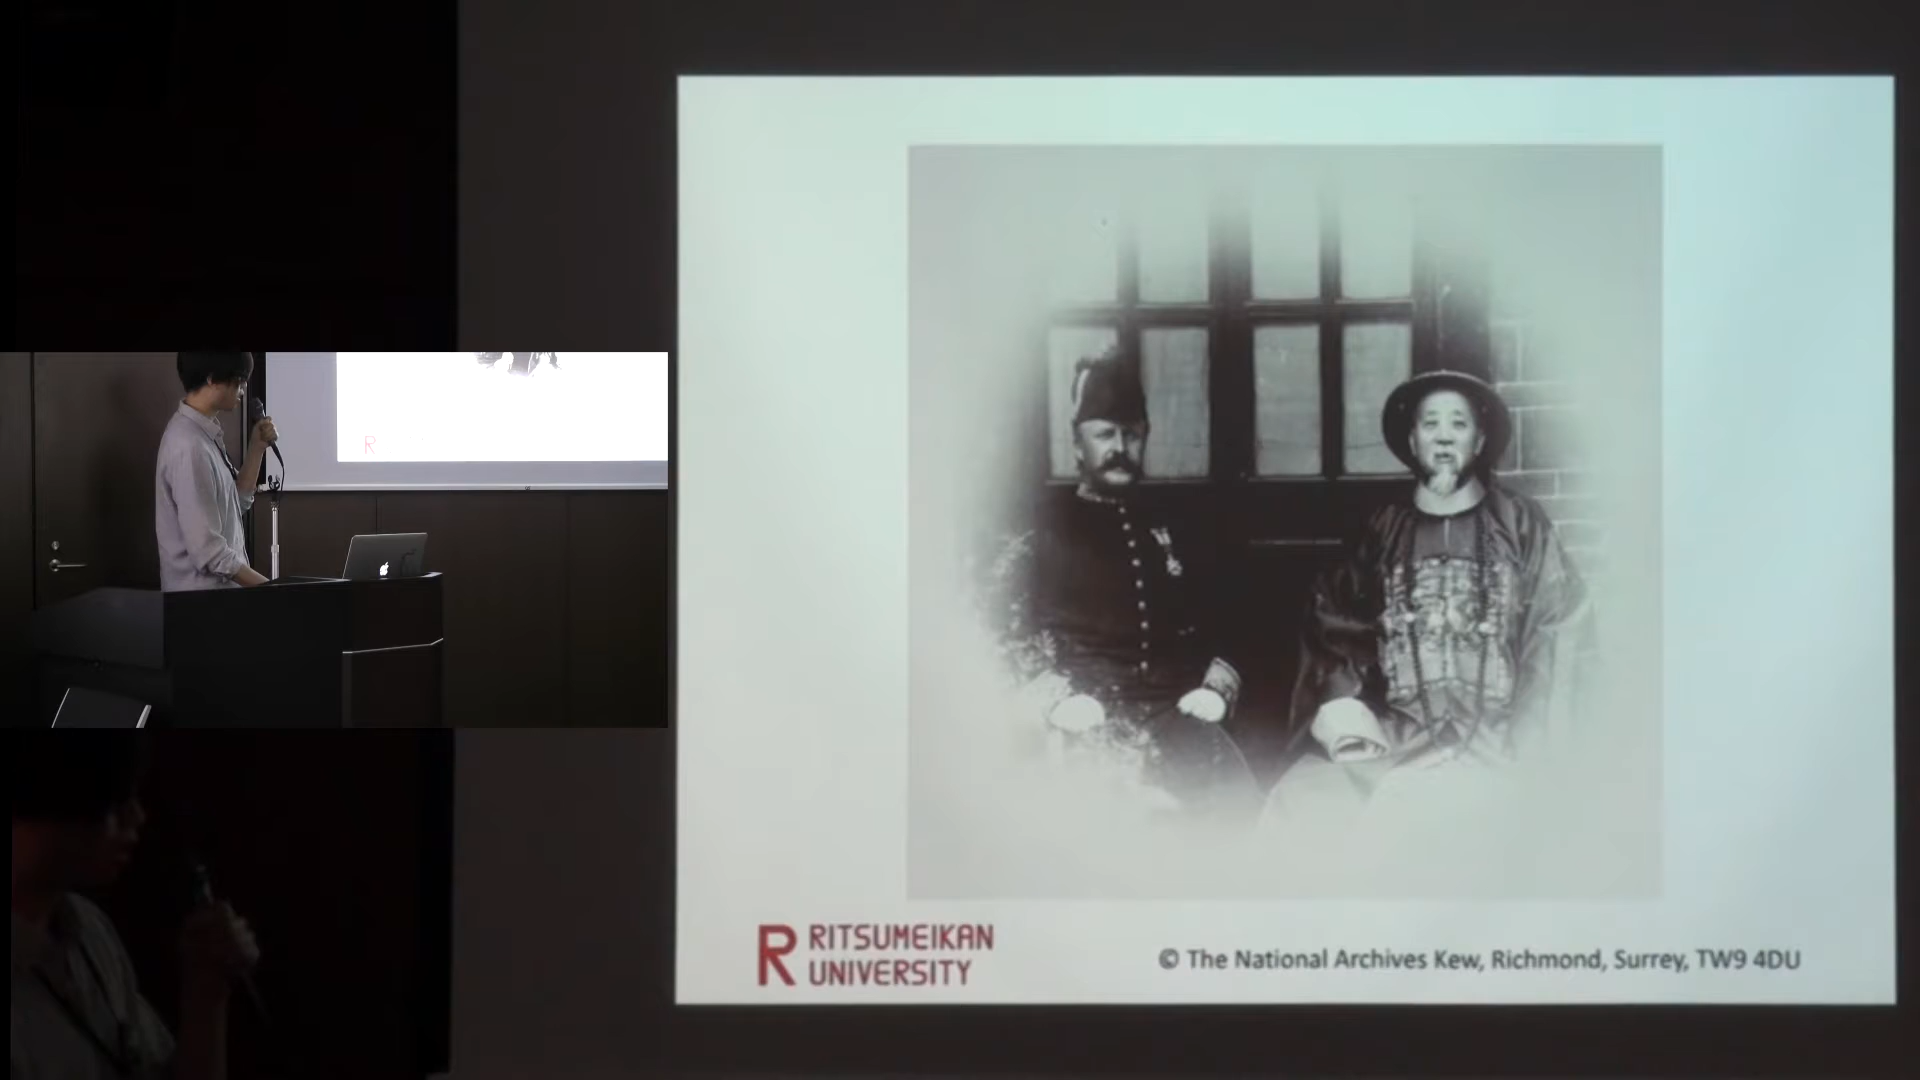 R RITSUMEIKAN
UNIVERSITY
© The National Archives Kew, Richmond, Surrey, TW9 4DU
R